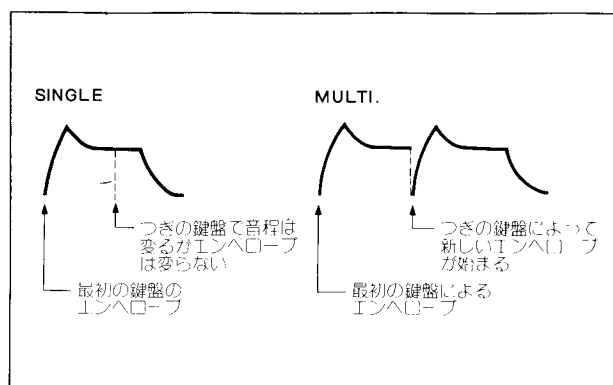 SINGLE
MULTI.
つぎの鍵盤で音程は
変るがエンベロープ
は変らない
最初の鍵盤の
エンベロープ
つぎの鍵盤によって
新しいエンベロープ
が始まる
最初の鍵盤による
エンベロープ